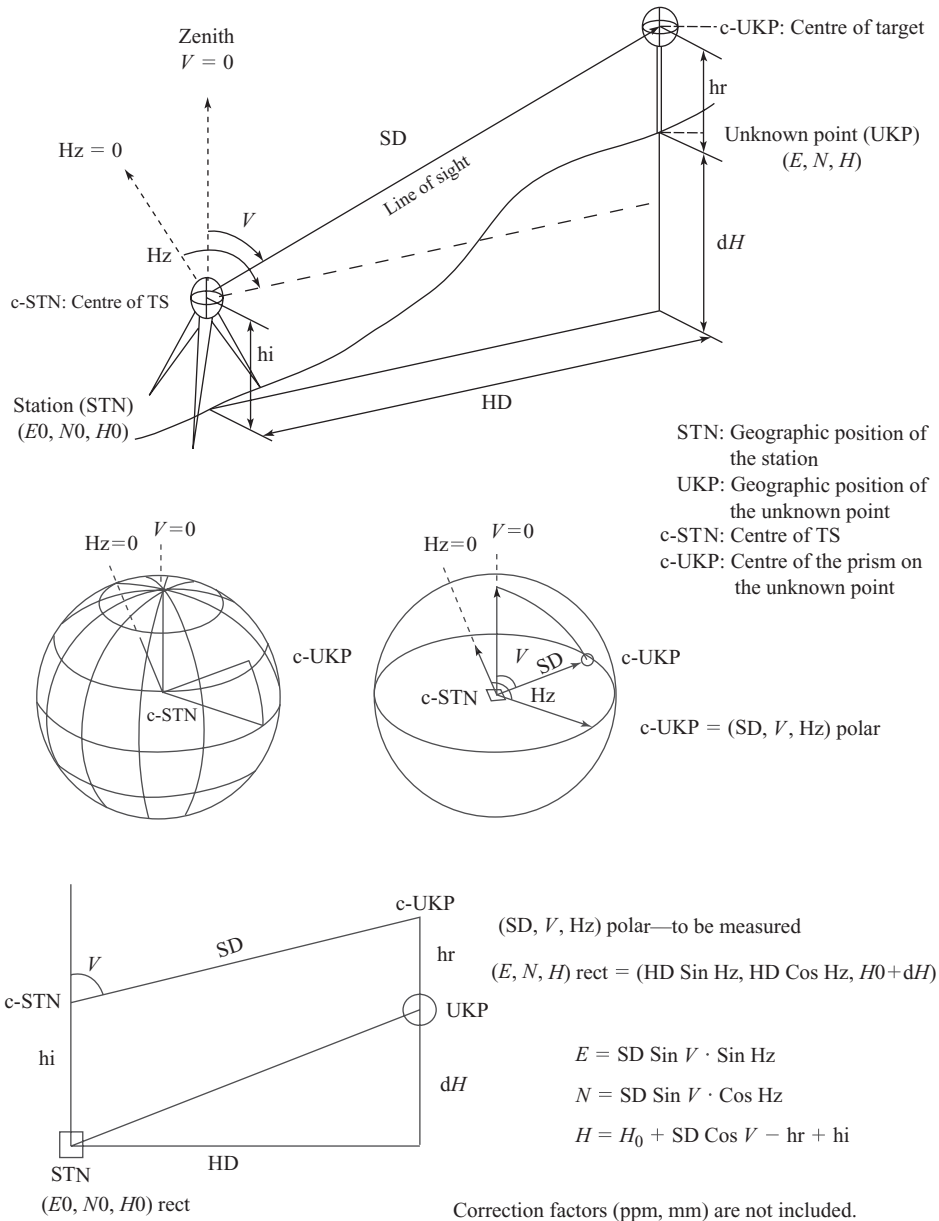 Zenith
V = 0
c-UKP: Centre of target
hr
SD
Hz = 0
Unknown point (UKP)
(E, N, H)
Line of sight
V
Hz
dH
c-STN: Centre of TS
hi
HD
Station (STN)
(E0, N0, H0)
STN: Geographic position of
the station
UKP: Geographic position of
the unknown point
c-STN: Centre of TS
c-UKP: Centre of the prism on
the unknown point
Hz=0
V=0
c-UKP
c-STN
Hz=0
V=0
V
SD
c-UKP
c-STN
Hz
c-UKP = (SD, V, Hz) polar
c-UKP
SD
hr
V
c-STN
UKP
hi
dH
HD
STN
(E0, N0, H0) rect
(SD, V, Hz) polar—to be measured
(E, N, H) rect = (HD Sin Hz, HD Cos Hz, H0+dH)
E = SD Sin V · Sin Hz
N = SD Sin V · Cos Hz
H = H₀ + SD Cos V − hr + hi
Correction factors (ppm, mm) are not included.